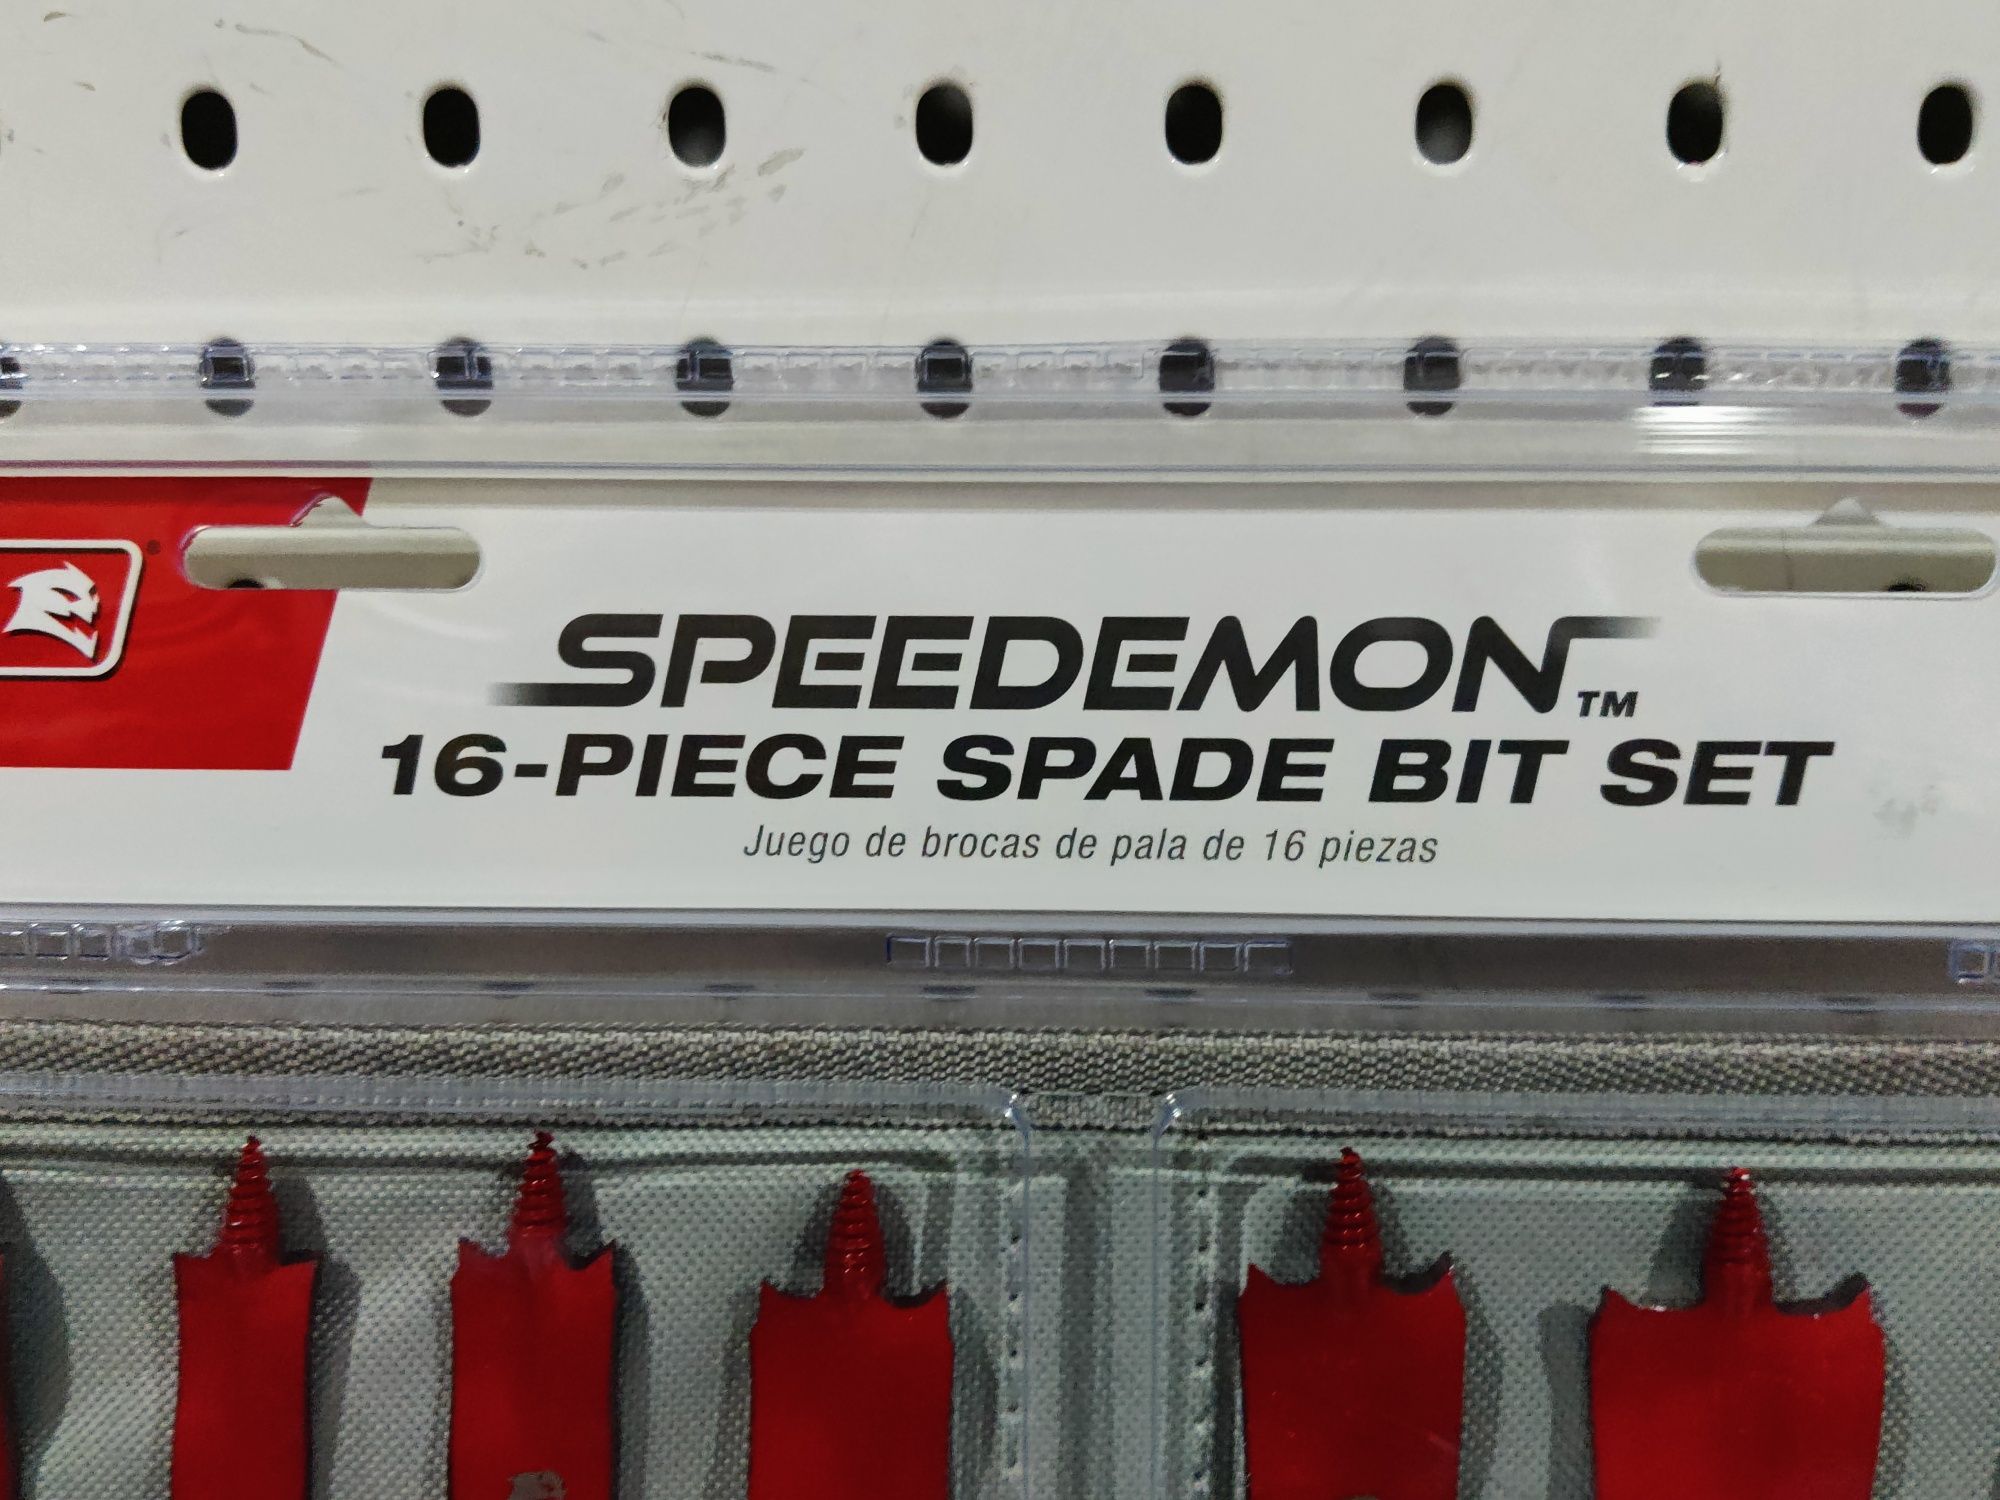 SPEEDEMON™
16-PIECE SPADE BIT SET
Juego de brocas de pala de 16 piezas